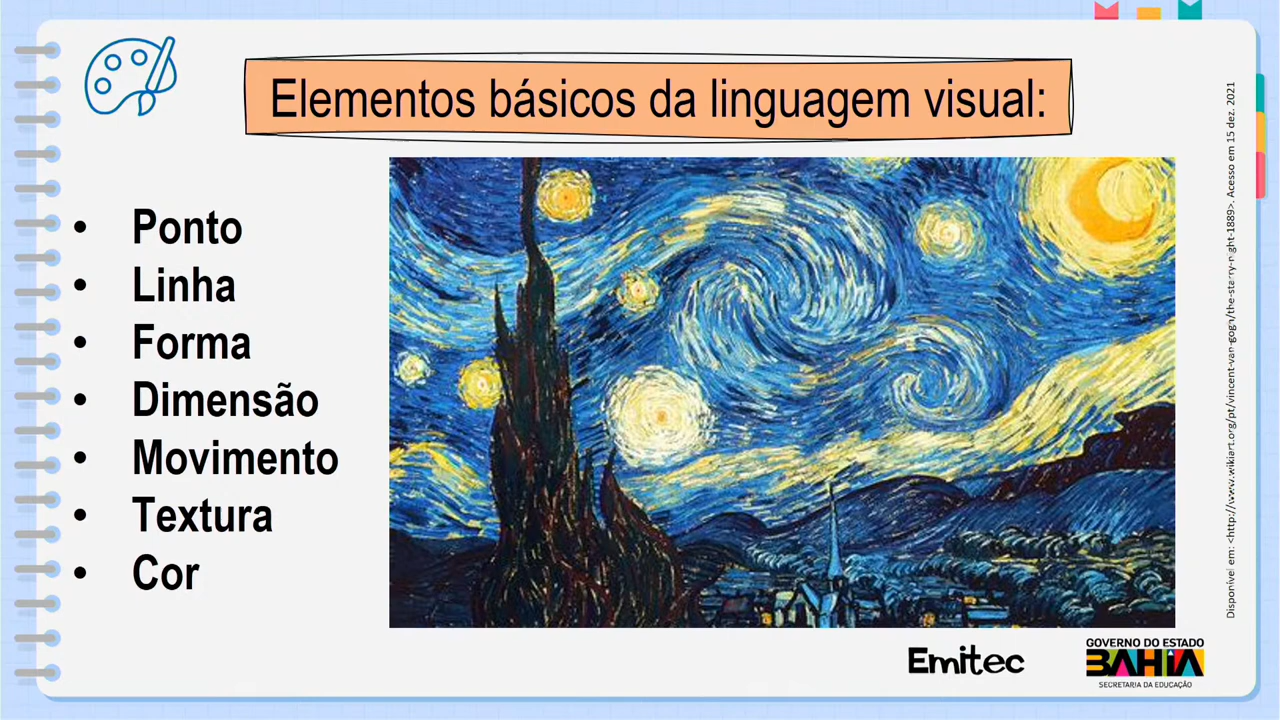 Elementos básicos da linguagem visual:
• Ponto
• Linha
• Forma
• Dimensão
• Movimento
• Textura
• Cor
Disponível em: <http://www.wikiart.org/pt/vincent-van-gogh/the-starry-night-1889>. Acesso em 15 dez. 2021
Emitec
GOVERNO DO ESTADO
BAHIA
SECRETARIA DA EDUCAÇÃO